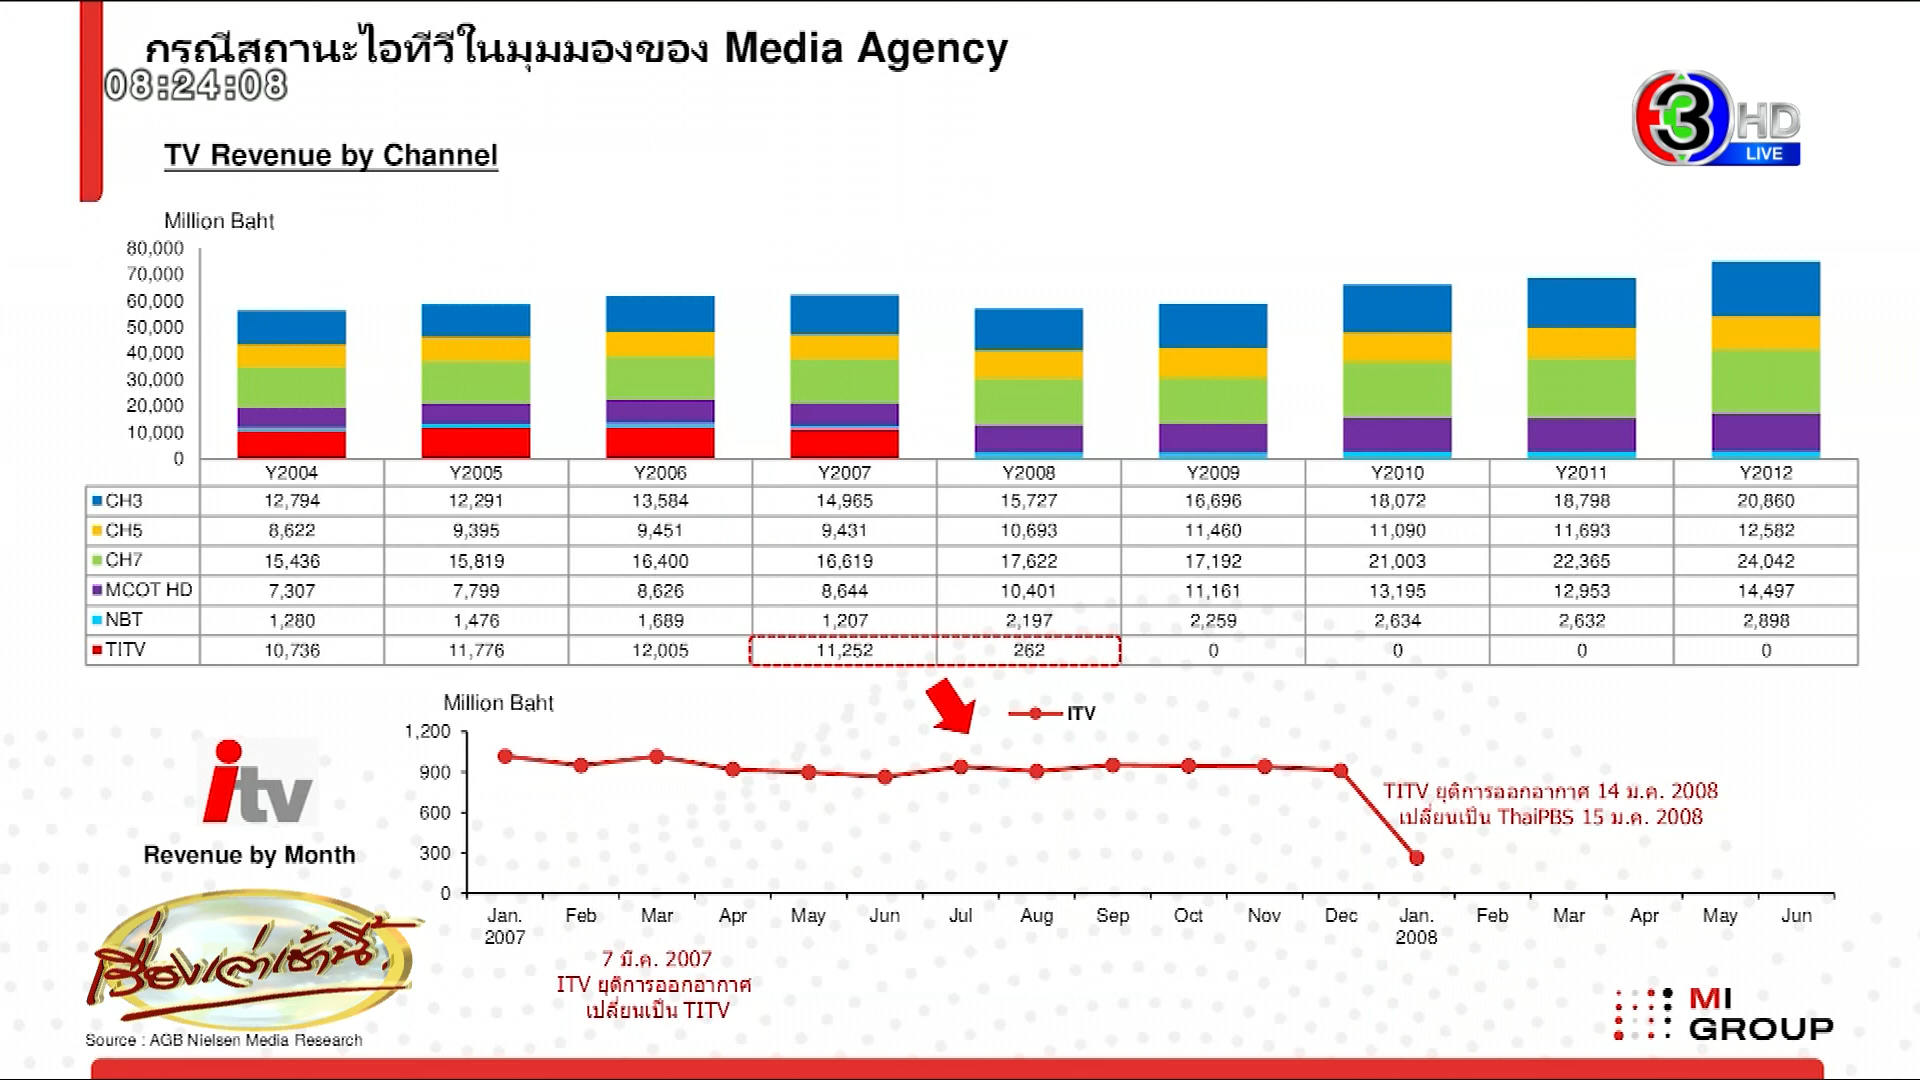 กรณีสถานะไอทีวีในมุมมองของ Media Agency
08:24:08
3 HD
LIVE
TV Revenue by Channel
Million Baht
80,000
70,000
60,000
50,000
40,000
30,000
20,000
10,000
0
Y2004 Y2005 Y2006 Y2007 Y2008 Y2009 Y2010 Y2011 Y2012
CH3 12,794 12,291 13,584 14,965 15,727 16,696 18,072 18,798 20,860
CH5 8,622 9,395 9,451 9,431 10,693 11,460 11,090 11,693 12,582
CH7 15,436 15,819 16,400 16,619 17,622 17,192 21,003 22,365 24,042
MCOT HD 7,307 7,799 8,626 8,644 10,401 11,161 13,195 12,953 14,497
NBT 1,280 1,476 1,689 1,207 2,197 2,259 2,634 2,632 2,898
TITV 10,736 11,776 12,005 11,252 262 0 0 0 0
Million Baht
ITV
1,200
900
600
300
0
TITV ยุติการออกอากาศ 14 ม.ค. 2008
เปลี่ยนเป็น ThaiPBS 15 ม.ค. 2008
itv
Revenue by Month
Jan. Feb Mar Apr May Jun Jul Aug Sep Oct Nov Dec Jan. Feb Mar Apr May Jun
2007 2008
7 มี.ค. 2007
ITV ยุติการออกอากาศ
เปลี่ยนเป็น TITV
เรื่องเล่าเช้านี้
Source : AGB Nielsen Media Research
MI
GROUP